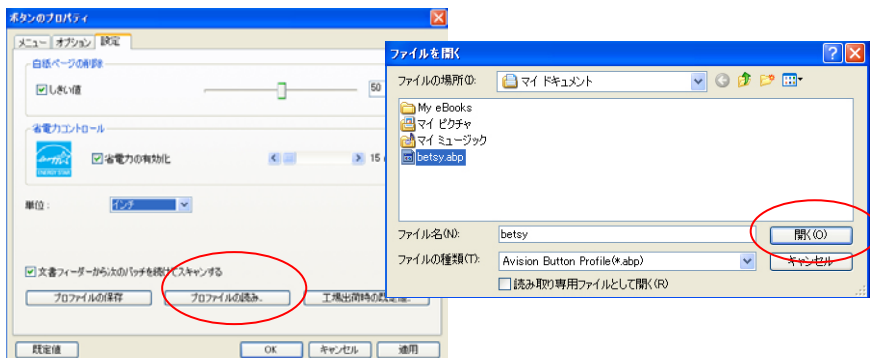 ボタンのプロパティ
メニュー オプション 設定
白紙ページの削除
しきい値
50
省電力コントロール
ENERGY STAR
省電力の有効化
15
単位:
インチ
文書フィーダーから次のバッチを続けてスキャンする
プロファイルの保存
プロファイルの読み.
工場出荷時の既定値.
既定値
OK
キャンセル
適用
ファイルを開く
ファイルの場所(I):
マイ ドキュメント
My eBooks
マイ ピクチャ
マイ ミュージック
betsy.abp
ファイル名(N):
betsy
開く(O)
ファイルの種類(T):
Avision Button Profile(*.abp)
キャンセル
読み取り専用ファイルとして開く(R)